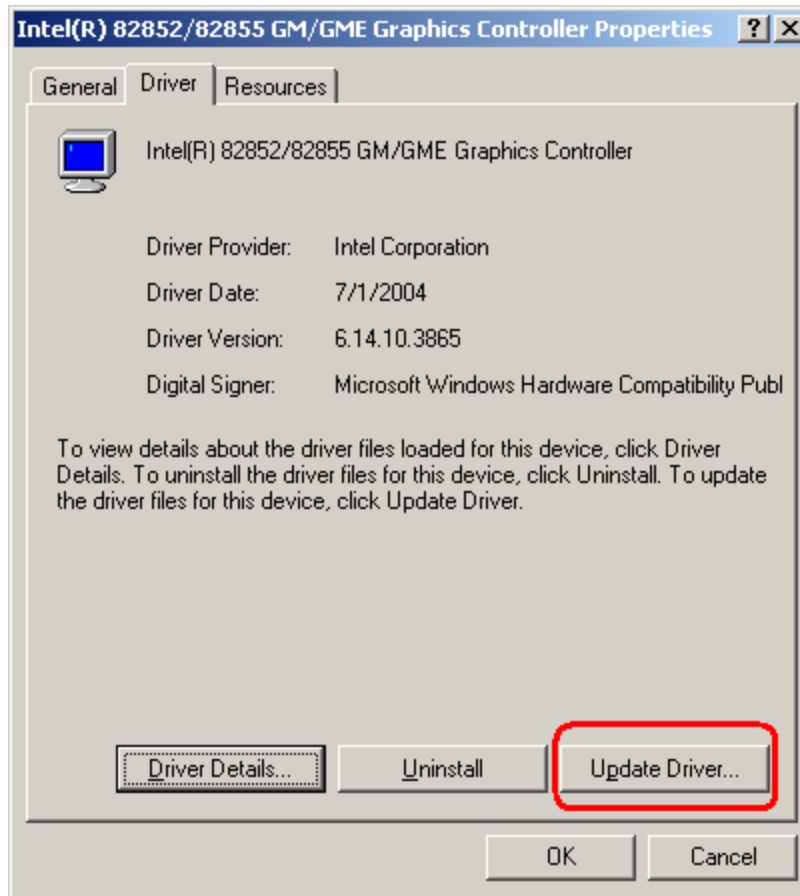 Intel(R) 82852/82855 GM/GME Graphics Controller Properties
General Driver Resources
Intel(R) 82852/82855 GM/GME Graphics Controller
Driver Provider: Intel Corporation
Driver Date: 7/1/2004
Driver Version: 6.14.10.3865
Digital Signer: Microsoft Windows Hardware Compatibility Publ
To view details about the driver files loaded for this device, click Driver
Details. To uninstall the driver files for this device, click Uninstall. To update
the driver files for this device, click Update Driver.
Driver Details... Uninstall Update Driver...
OK Cancel